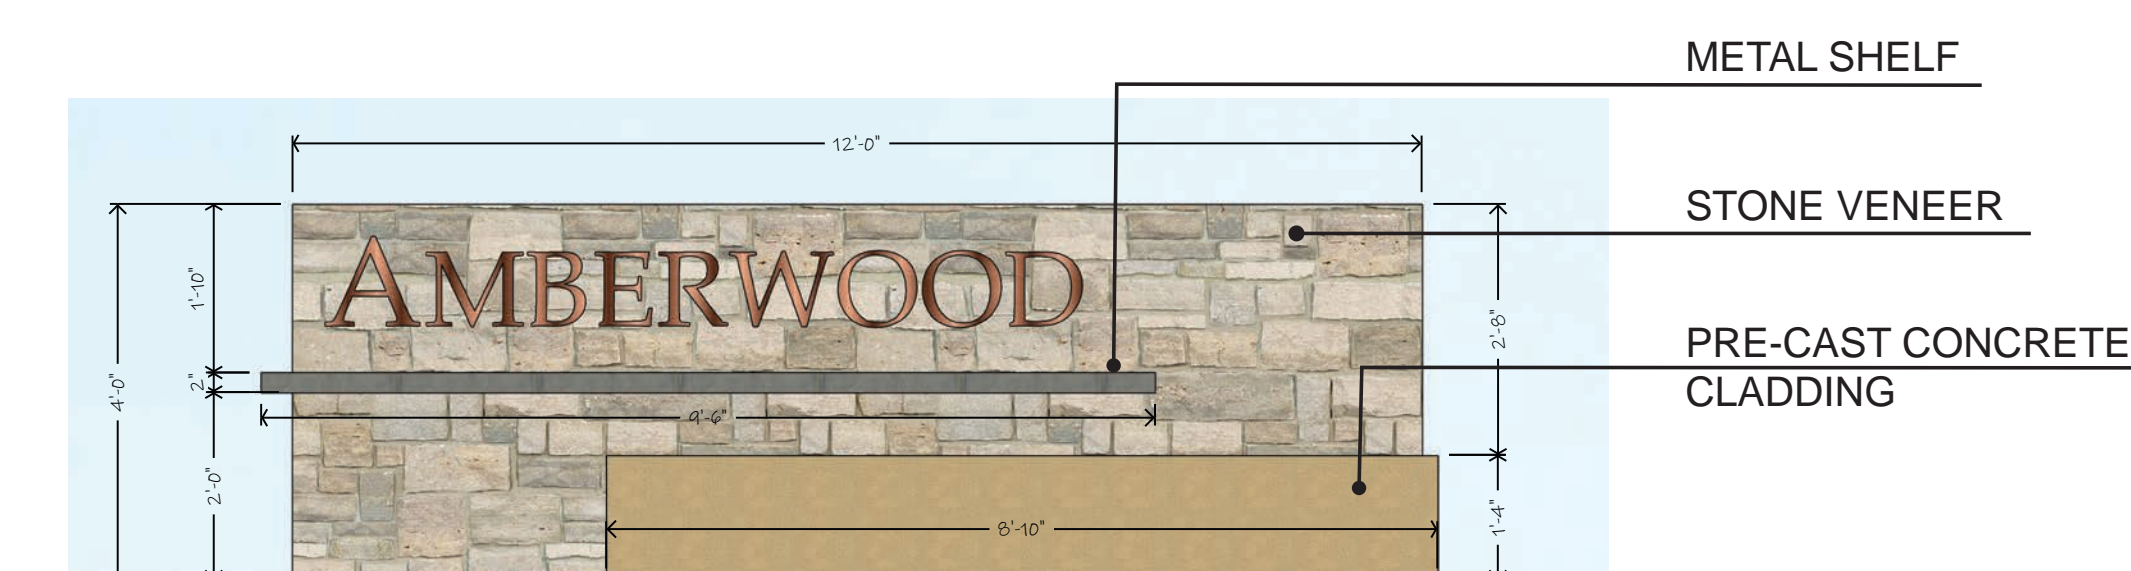 METAL SHELF
12'-0"
STONE VENEER
AMBERWOOD
1'-10"
2'-8"
PRE-CAST CONCRETE
CLADDING
2"
4'-0"
9'-6"
2'-0"
8'-10"
1'-4"